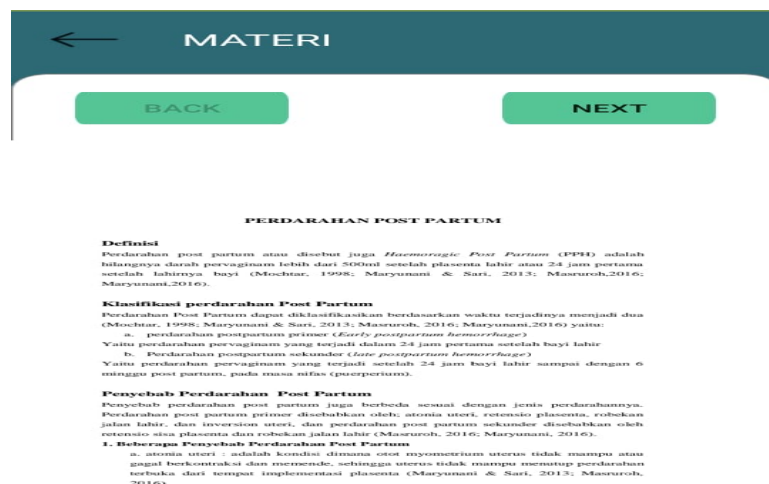 MATERI
BACK
NEXT
PERDARAHAN POST PARTUM
Definisi
Perdarahan post partum atau disebut juga Haemoragic Post Partum (PPH) adalah
hilangnya darah pervaginam lebih dari 500ml setelah plasenta lahir atau 24 jam pertama
setelah lahirnya bayi (Mochtar, 1998; Maryunani & Sari, 2013; Masruroh,2016;
Maryunani,2016).
Klasifikasi perdarahan Post Partum
Perdarahan Post Partum dapat diklasifikasikan berdasarkan waktu terjadinya menjadi dua
(Mochtar, 1998; Maryunani & Sari, 2013; Masruroh, 2016; Maryunani,2016) yaitu:
a. perdarahan postpartum primer (Early postpartum hemorrhage)
Yaitu perdarahan pervaginam yang terjadi dalam 24 jam pertama setelah bayi lahir
b. Perdarahan postpartum sekunder (late postpartum hemorrhage)
Yaitu perdarahan pervaginam yang terjadi setelah 24 jam bayi lahir sampai dengan 6
minggu post partum, pada masa nifas (puerperium).
Penyebab Perdarahan Post Partum
Penyebab perdarahan post partum juga berbeda sesuai dengan jenis perdarahannya.
Perdarahan post partum primer disebabkan oleh; atonia uteri, retensio plasenta, robekan
jalan lahir, dan inversion uteri, dan perdarahan post partum sekunder disebabkan oleh
retensio sisa plasenta dan robekan jalan lahir (Masruroh, 2016; Maryunani, 2016).
1. Beberapa Penyebab Perdarahan Post Partum
a. atonia uteri : adalah kondisi dimana otot myometrium uterus tidak mampu atau
gagal berkontraksi dan memende, sehingga uterus tidak mampu menutup perdarahan
terbuka dari tempat implementasi plasenta (Maryunani & Sari, 2013; Masruroh,
2016)